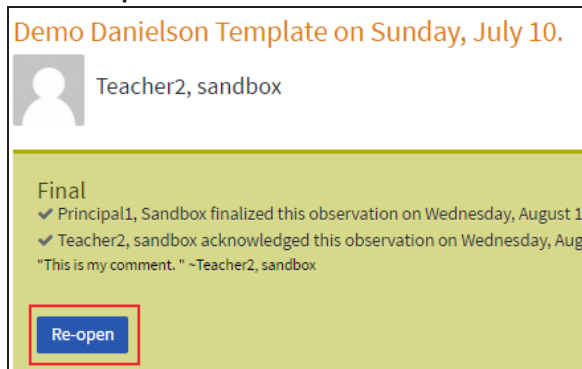 Demo Danielson Template on Sunday, July 10.
Teacher2, sandbox
Final
✔ Principal1, Sandbox finalized this observation on Wednesday, August 1
✔ Teacher2, sandbox acknowledged this observation on Wednesday, Aug
"This is my comment. " ~Teacher2, sandbox
Re-open